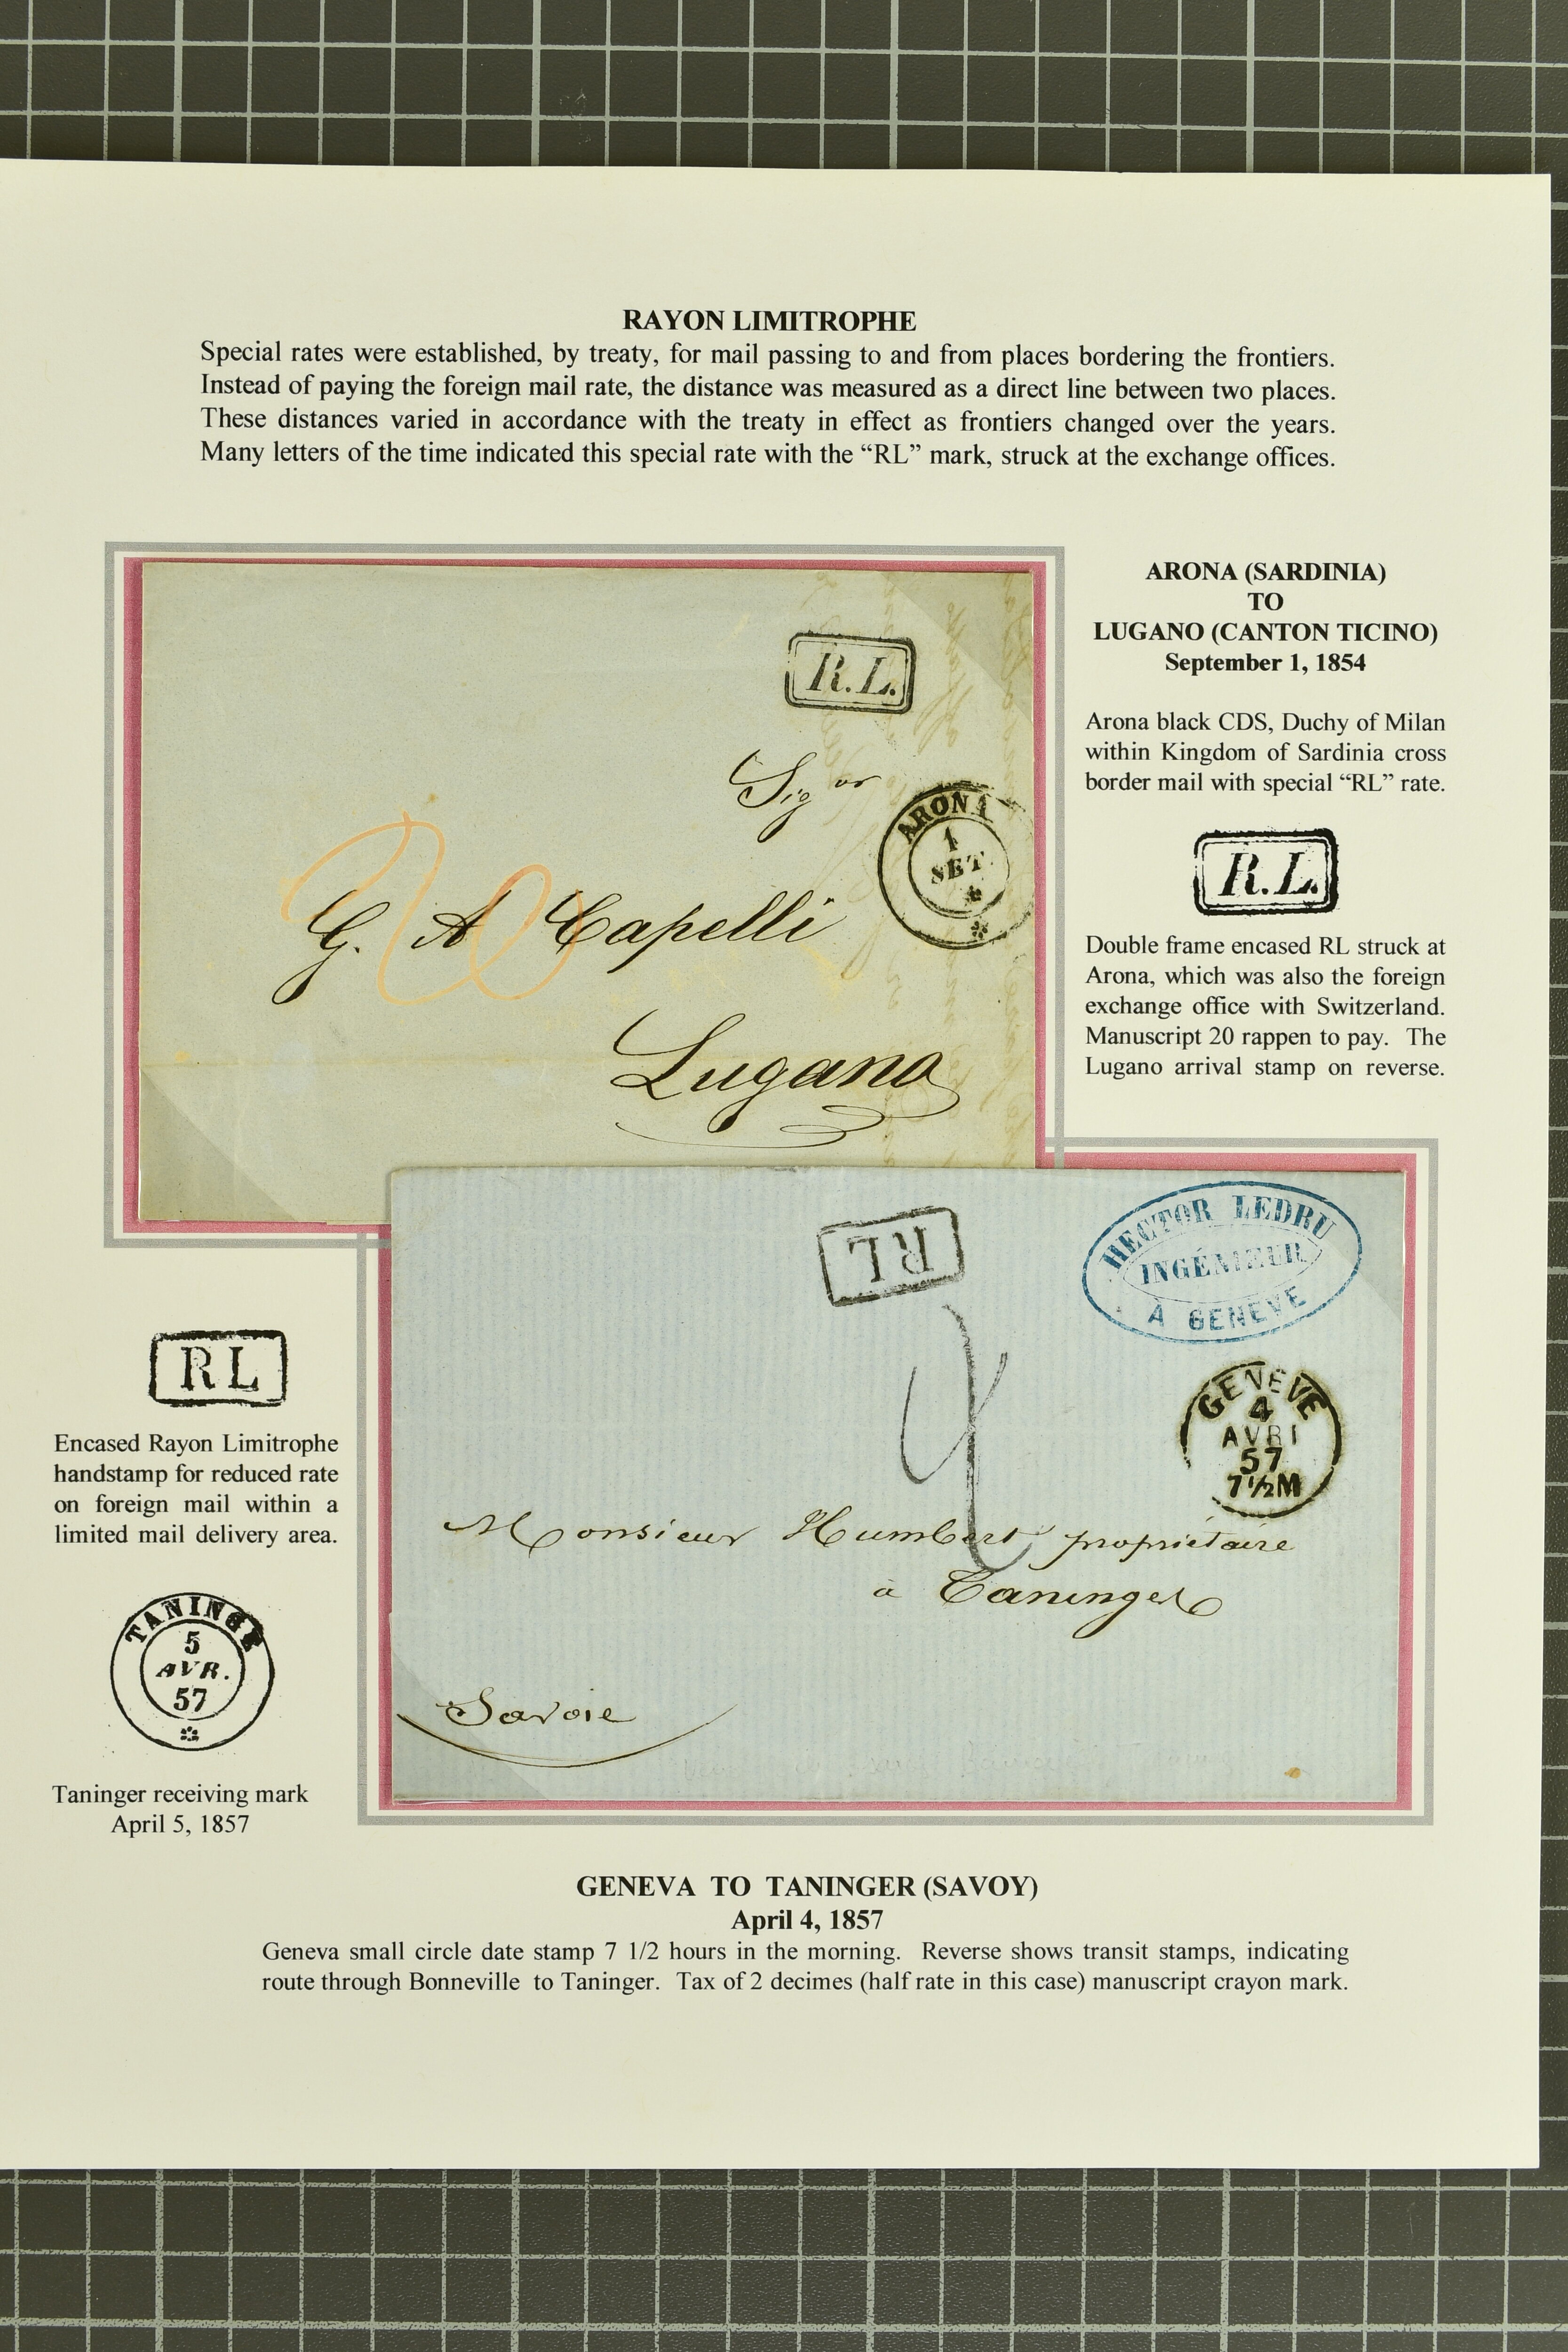 RAYON LIMITROPHE
Special rates were established, by treaty, for mail passing to and from places bordering the frontiers.
Instead of paying the foreign mail rate, the distance was measured as a direct line between two places.
These distances varied in accordance with the treaty in effect as frontiers changed over the years.
Many letters of the time indicated this special rate with the “RL” mark, struck at the exchange offices.
R.L.
Sigor
ARONA
1
SET.
20
G. A Capelli
Lugano
ARONA (SARDINIA)
TO
LUGANO (CANTON TICINO)
September 1, 1854
Arona black CDS, Duchy of Milan
within Kingdom of Sardinia cross
border mail with special “RL” rate.
R.L.
Double frame encased RL struck at
Arona, which was also the foreign
exchange office with Switzerland.
Manuscript 20 rappen to pay. The
Lugano arrival stamp on reverse.
RL
HECTOR LEDRU
INGÉNIEUR
À GENÈVE
GENÈVE
4
AVRI
57
7½M
Monsieur Humbert propriétaire
à Taninges
Savoie
RL
Encased Rayon Limitrophe
handstamp for reduced rate
on foreign mail within a
limited mail delivery area.
TANINGE
5
AVR.
57
Taninger receiving mark
April 5, 1857
GENEVA TO TANINGER (SAVOY)
April 4, 1857
Geneva small circle date stamp 7 1/2 hours in the morning. Reverse shows transit stamps, indicating
route through Bonneville to Taninger. Tax of 2 decimes (half rate in this case) manuscript crayon mark.